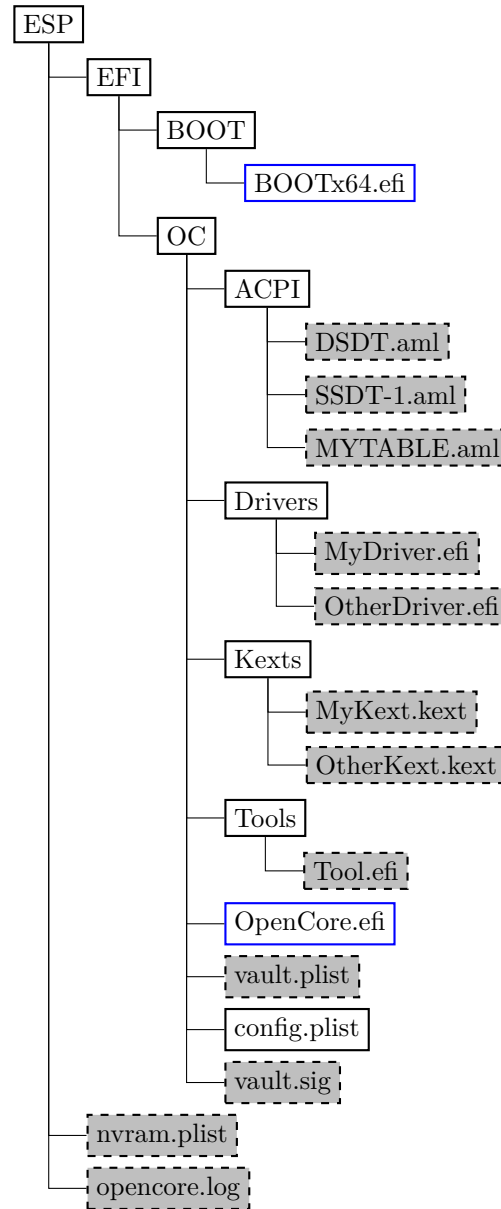 ESP
EFI
BOOT
BOOTx64.efi
OC
ACPI
DSDT.aml
SSDT-1.aml
MYTABLE.aml
Drivers
MyDriver.efi
OtherDriver.efi
Kexts
MyKext.kext
OtherKext.kext
Tools
Tool.efi
OpenCore.efi
vault.plist
config.plist
vault.sig
nvram.plist
opencore.log